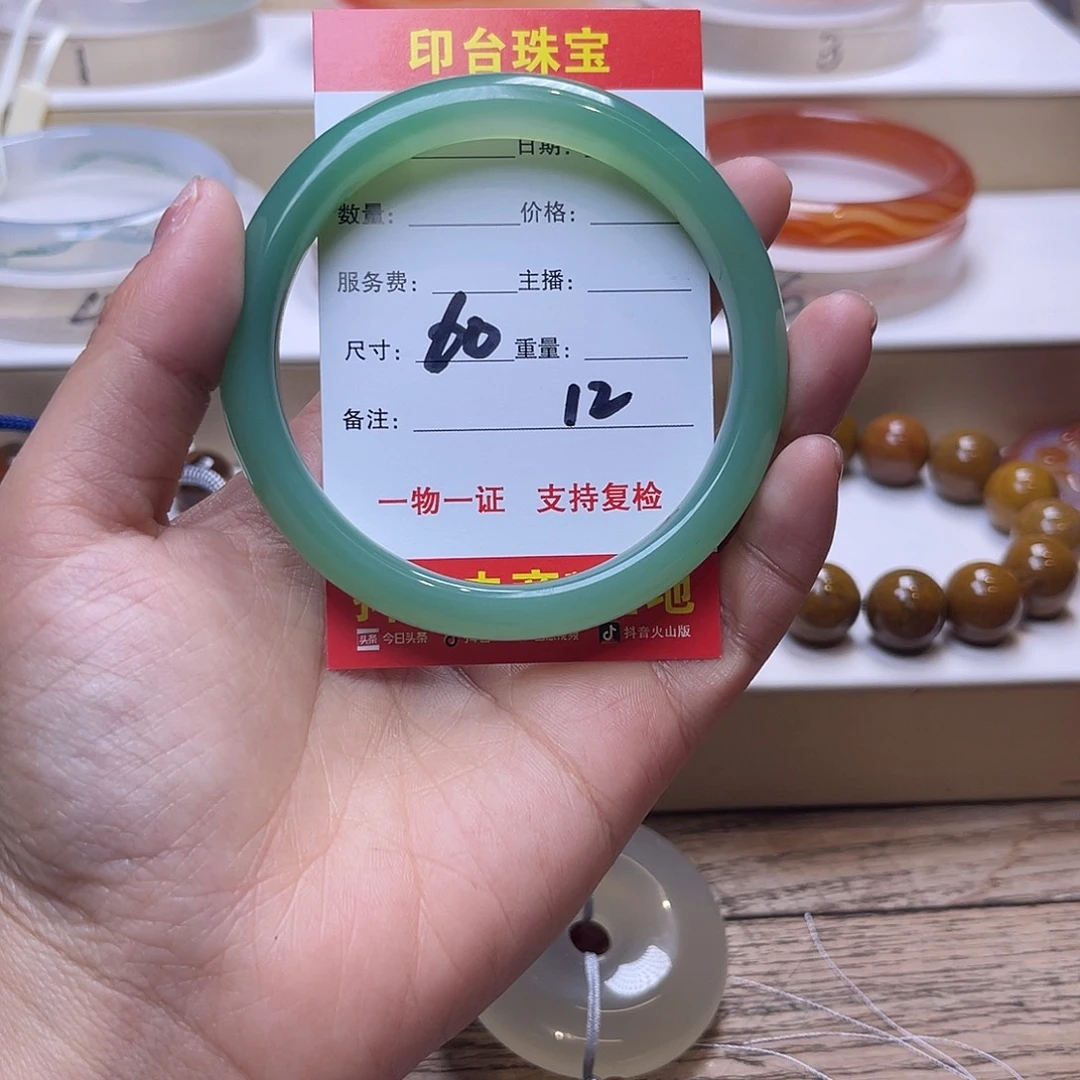 印台珠宝
日期:
数量: 价格:
服务费: 主播:
尺寸: 60 重量:
备注: 12
一物一证 支持复检
今日头条 抖音火山版
1
3